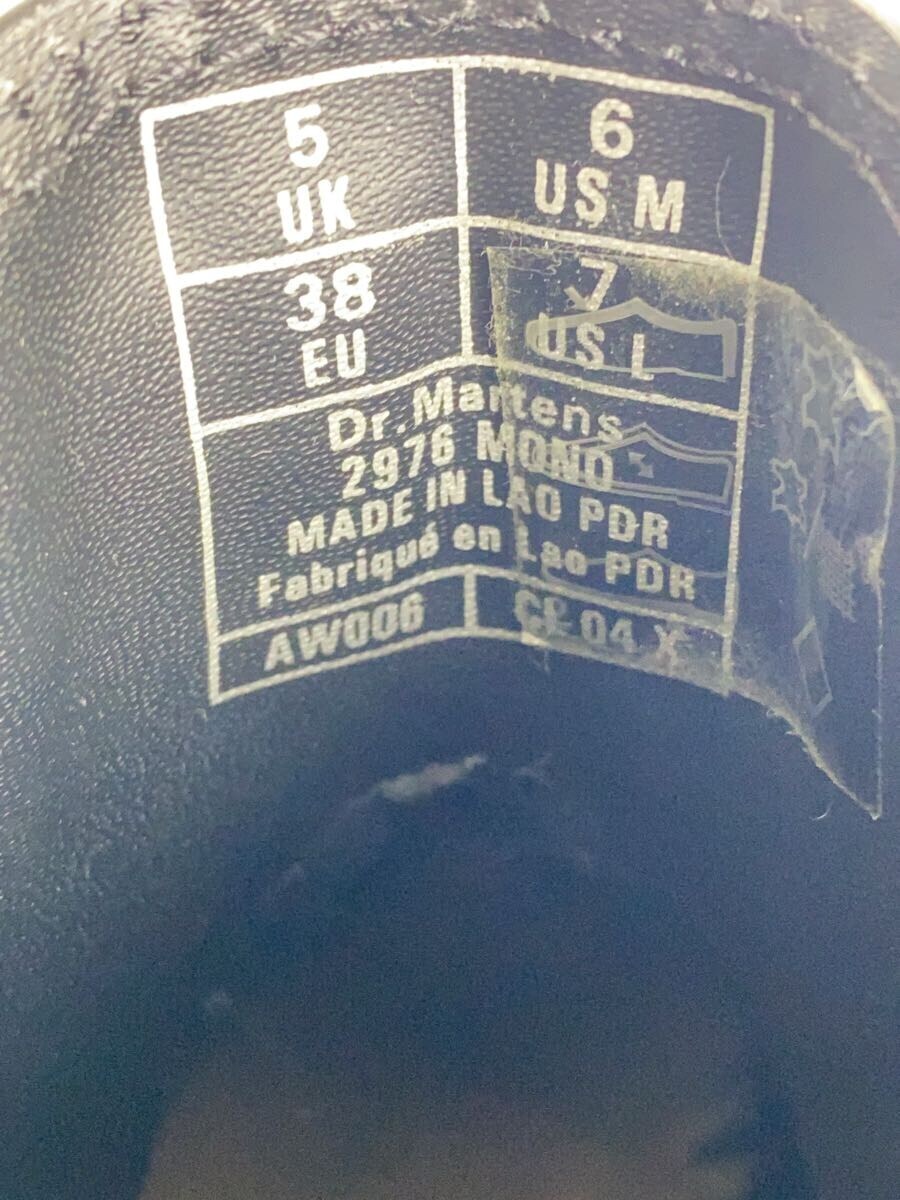 5
UK
6
US M
38
EU
7
US L
Dr.Martens
2976 MONO
MADE IN LAO PDR
Fabriqué en Lao PDR
AW006
04 X